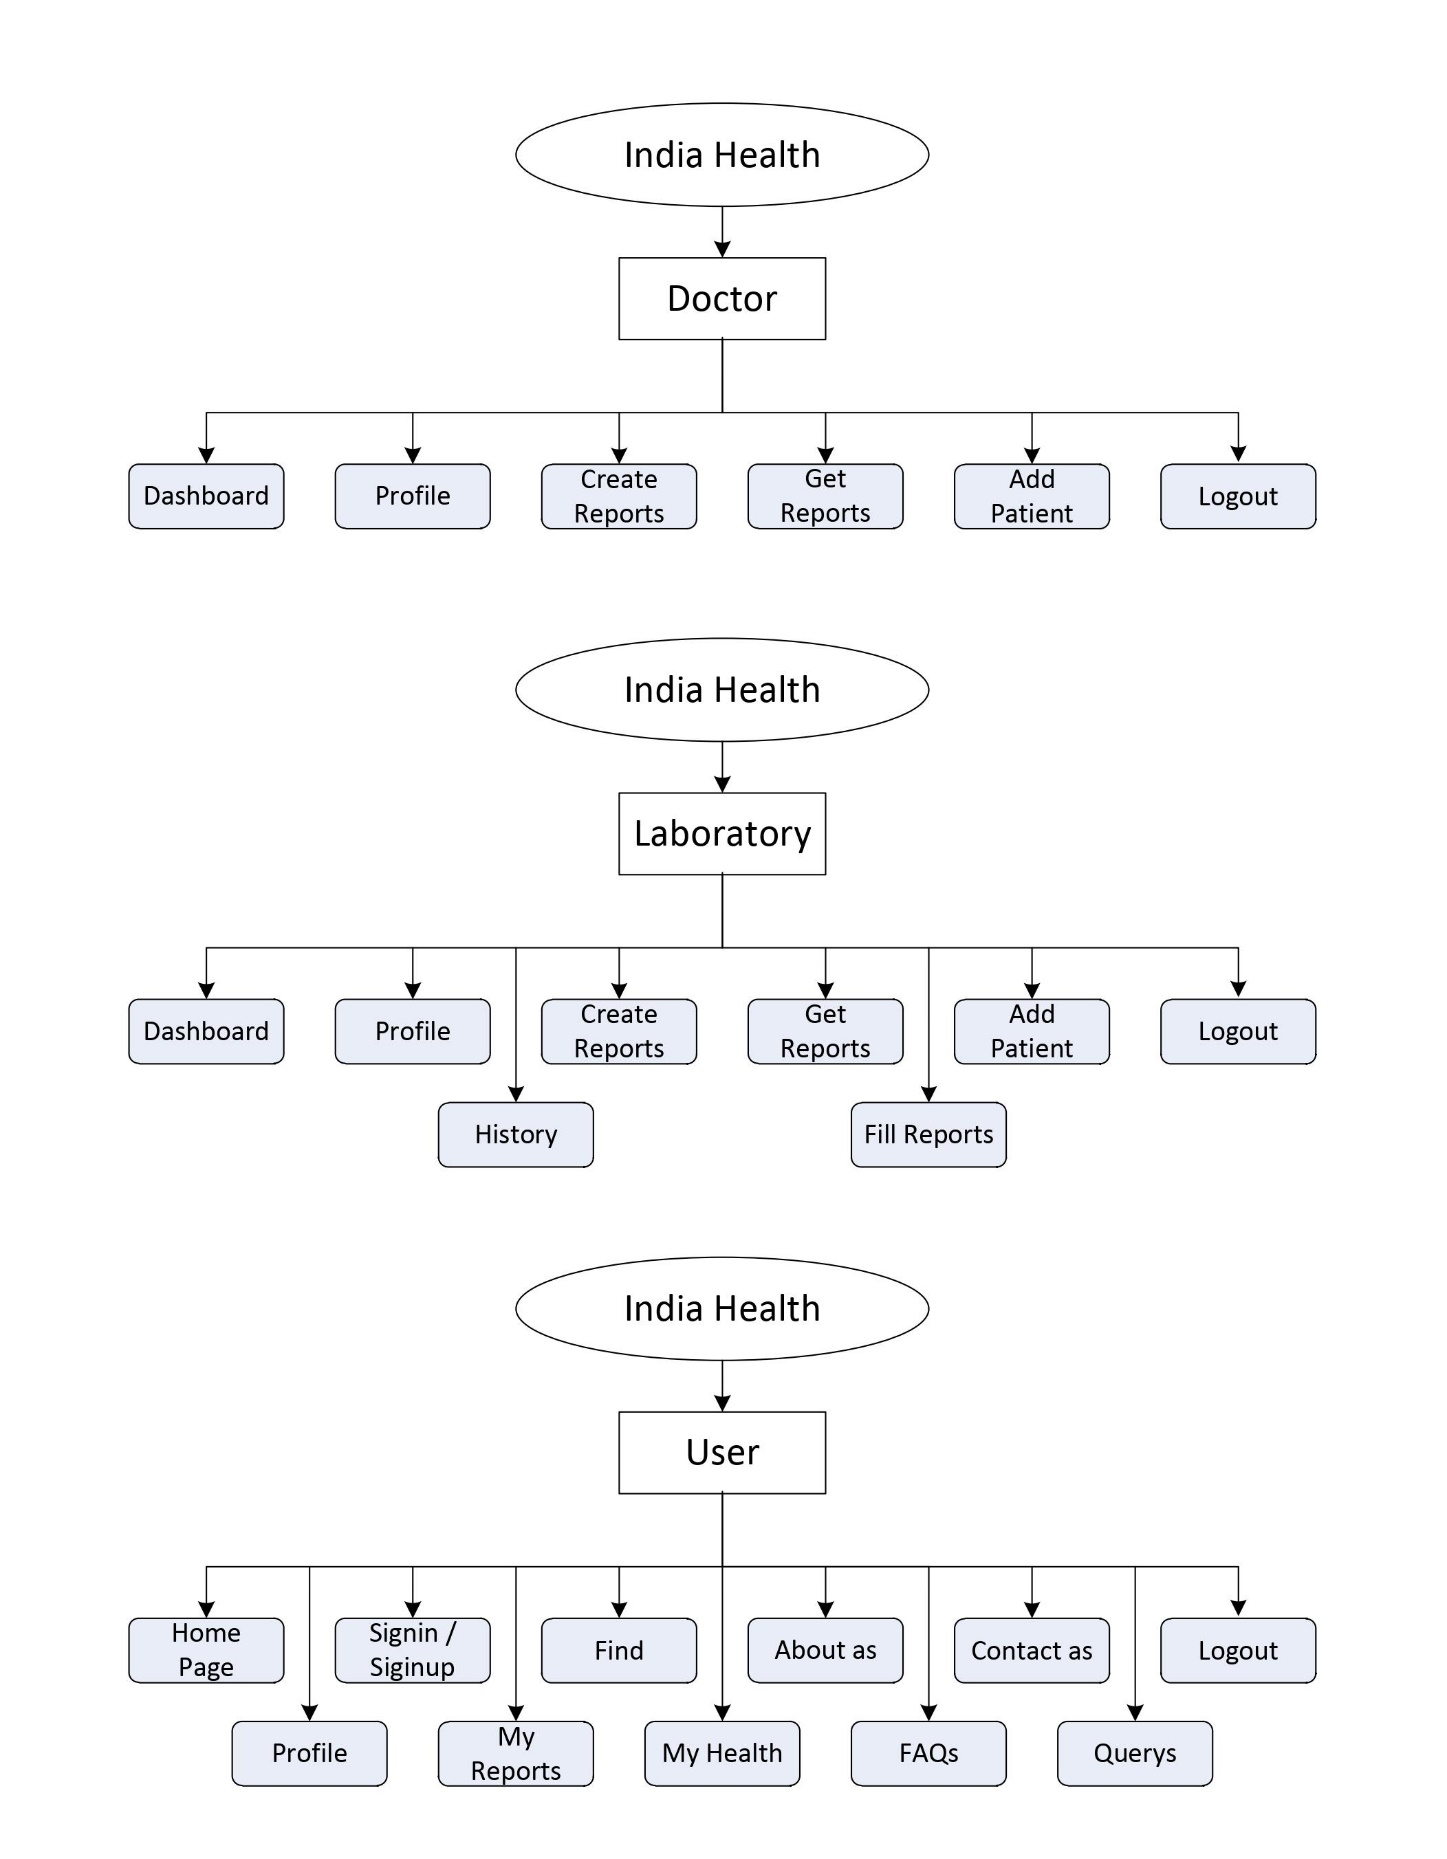 India Health
Doctor
Dashboard
Profile
Create
Reports
Get
Reports
Add
Patient
Logout
India Health
Laboratory
Dashboard
Profile
Create
Reports
Get
Reports
Add
Patient
Logout
History
Fill Reports
India Health
User
Home
Page
Signin /
Siginup
Find
About as
Contact as
Logout
Profile
My
Reports
My Health
FAQs
Querys